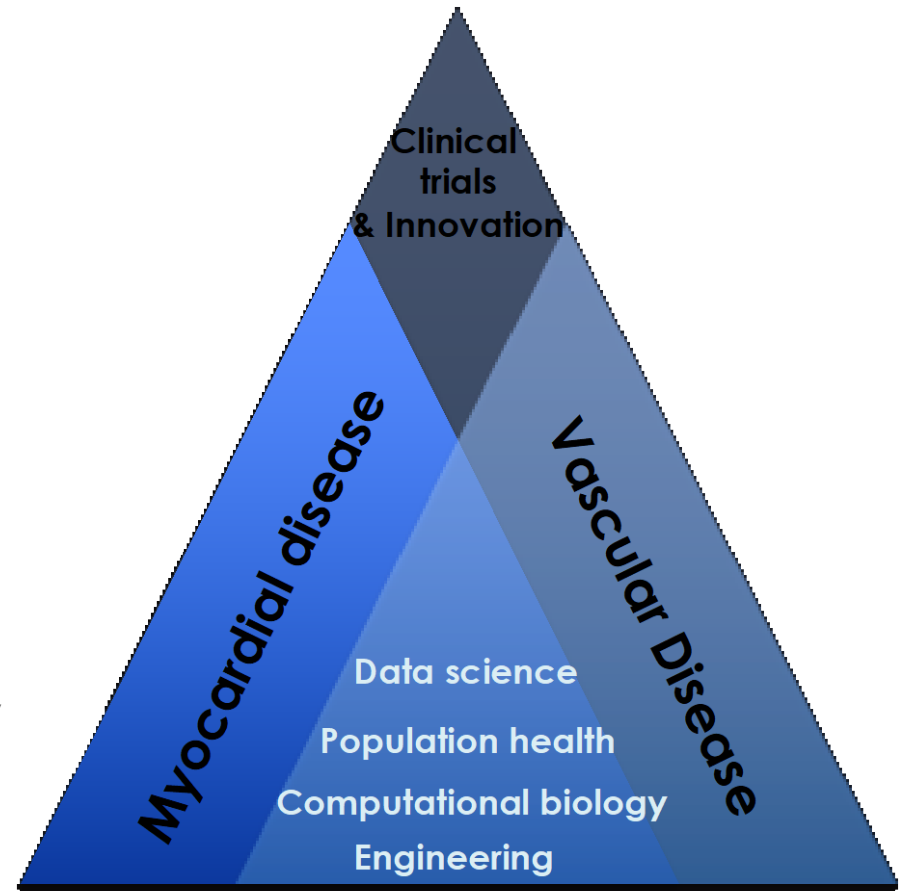 Clinical
trials
& Innovation
Myocardial disease
Vascular Disease
Data science
Population health
Computational biology
Engineering